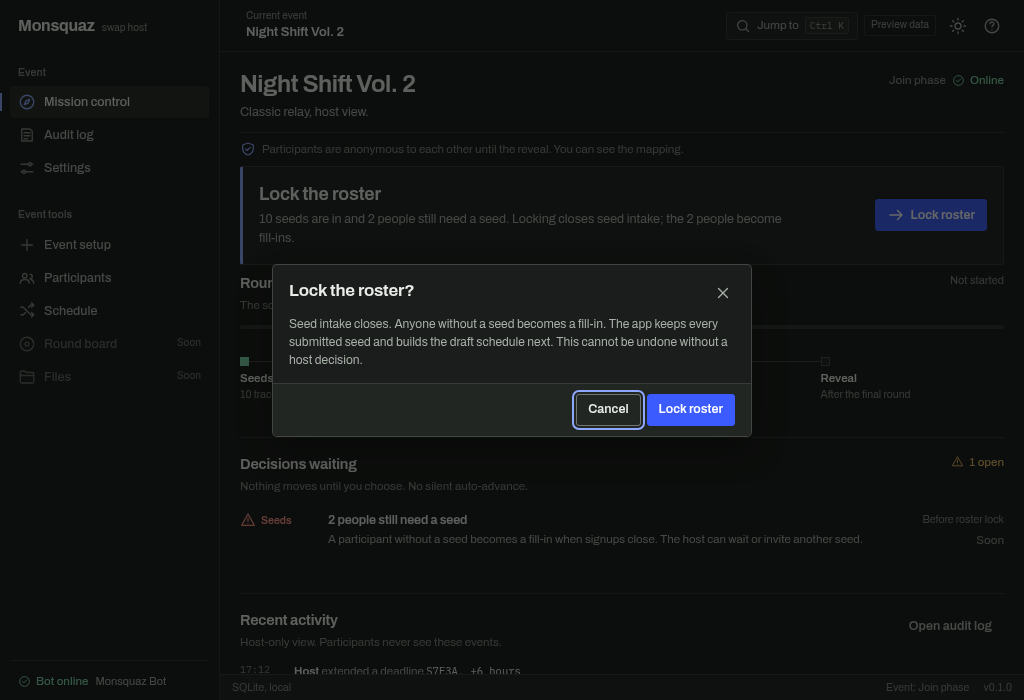 Monsquaz swap host
Event
Mission control
Audit log
Settings
Event tools
Event setup
Participants
Schedule
Round board Soon
Files Soon
Bot online Monsquaz Bot
Current event
Night Shift Vol. 2
Jump to Ctrl K
Preview data
Night Shift Vol. 2
Classic relay, host view.
Join phase Online
Participants are anonymous to each other until the reveal. You can see the mapping.
Lock the roster
10 seeds are in and 2 people still need a seed. Locking closes seed intake; the 2 people become
fill-ins.
Lock roster
Not started
Seeds
10
Reveal
After the final round
Lock the roster?
Seed intake closes. Anyone without a seed becomes a fill-in. The app keeps every
submitted seed and builds the draft schedule next. This cannot be undone without a
host decision.
Cancel Lock roster
Decisions waiting
Nothing moves until you choose. No silent auto-advance.
1 open
Seeds
2 people still need a seed
A participant without a seed becomes a fill-in when signups close. The host can wait or invite another seed.
Before roster lock
Soon
Recent activity
Host-only view. Participants never see these events.
Open audit log
17:12 Host extended a deadline S7E3A, +6 hours
SQLite, local
Event: Join phase v0.1.0